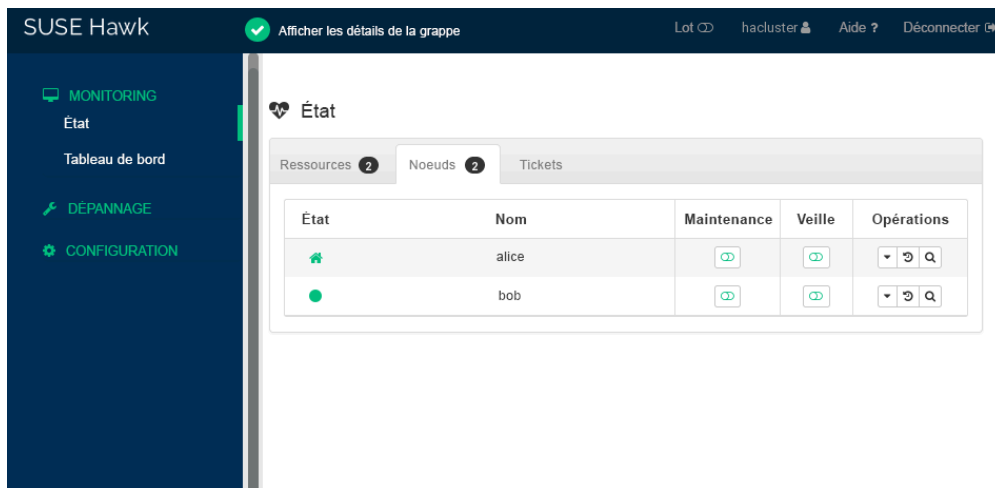 SUSE Hawk
Afficher les détails de la grappe
Lot
hacluster
Aide ?
Déconnecter
MONITORING
État
Tableau de bord
DÉPANNAGE
CONFIGURATION
État
Ressources 2
Noeuds 2
Tickets
État Nom Maintenance Veille Opérations
alice
bob